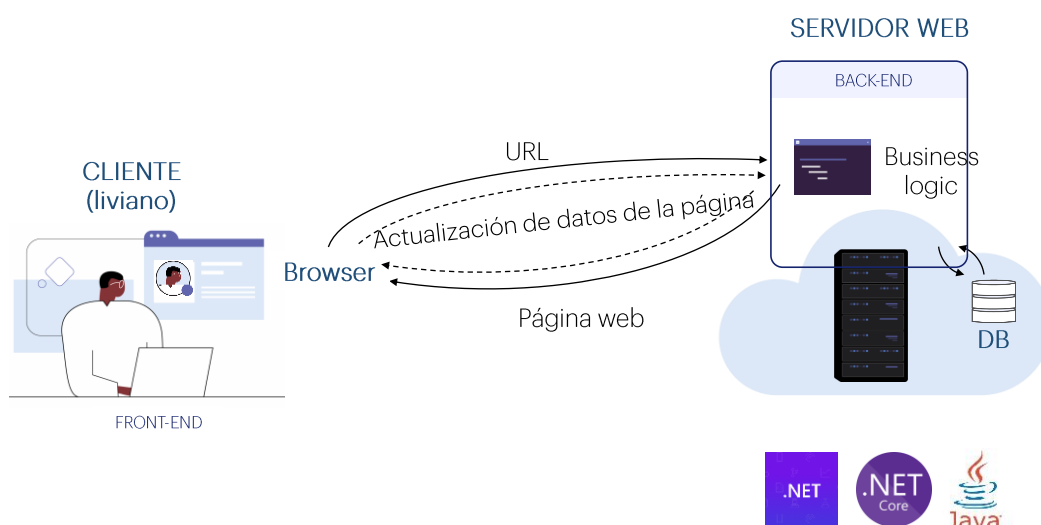 SERVIDOR WEB
BACK-END
URL
Business
logic
CLIENTE
(liviano)
Actualización de datos de la página
Browser
Página web
DB
FRONT-END
.NET
.NET
Core
Java